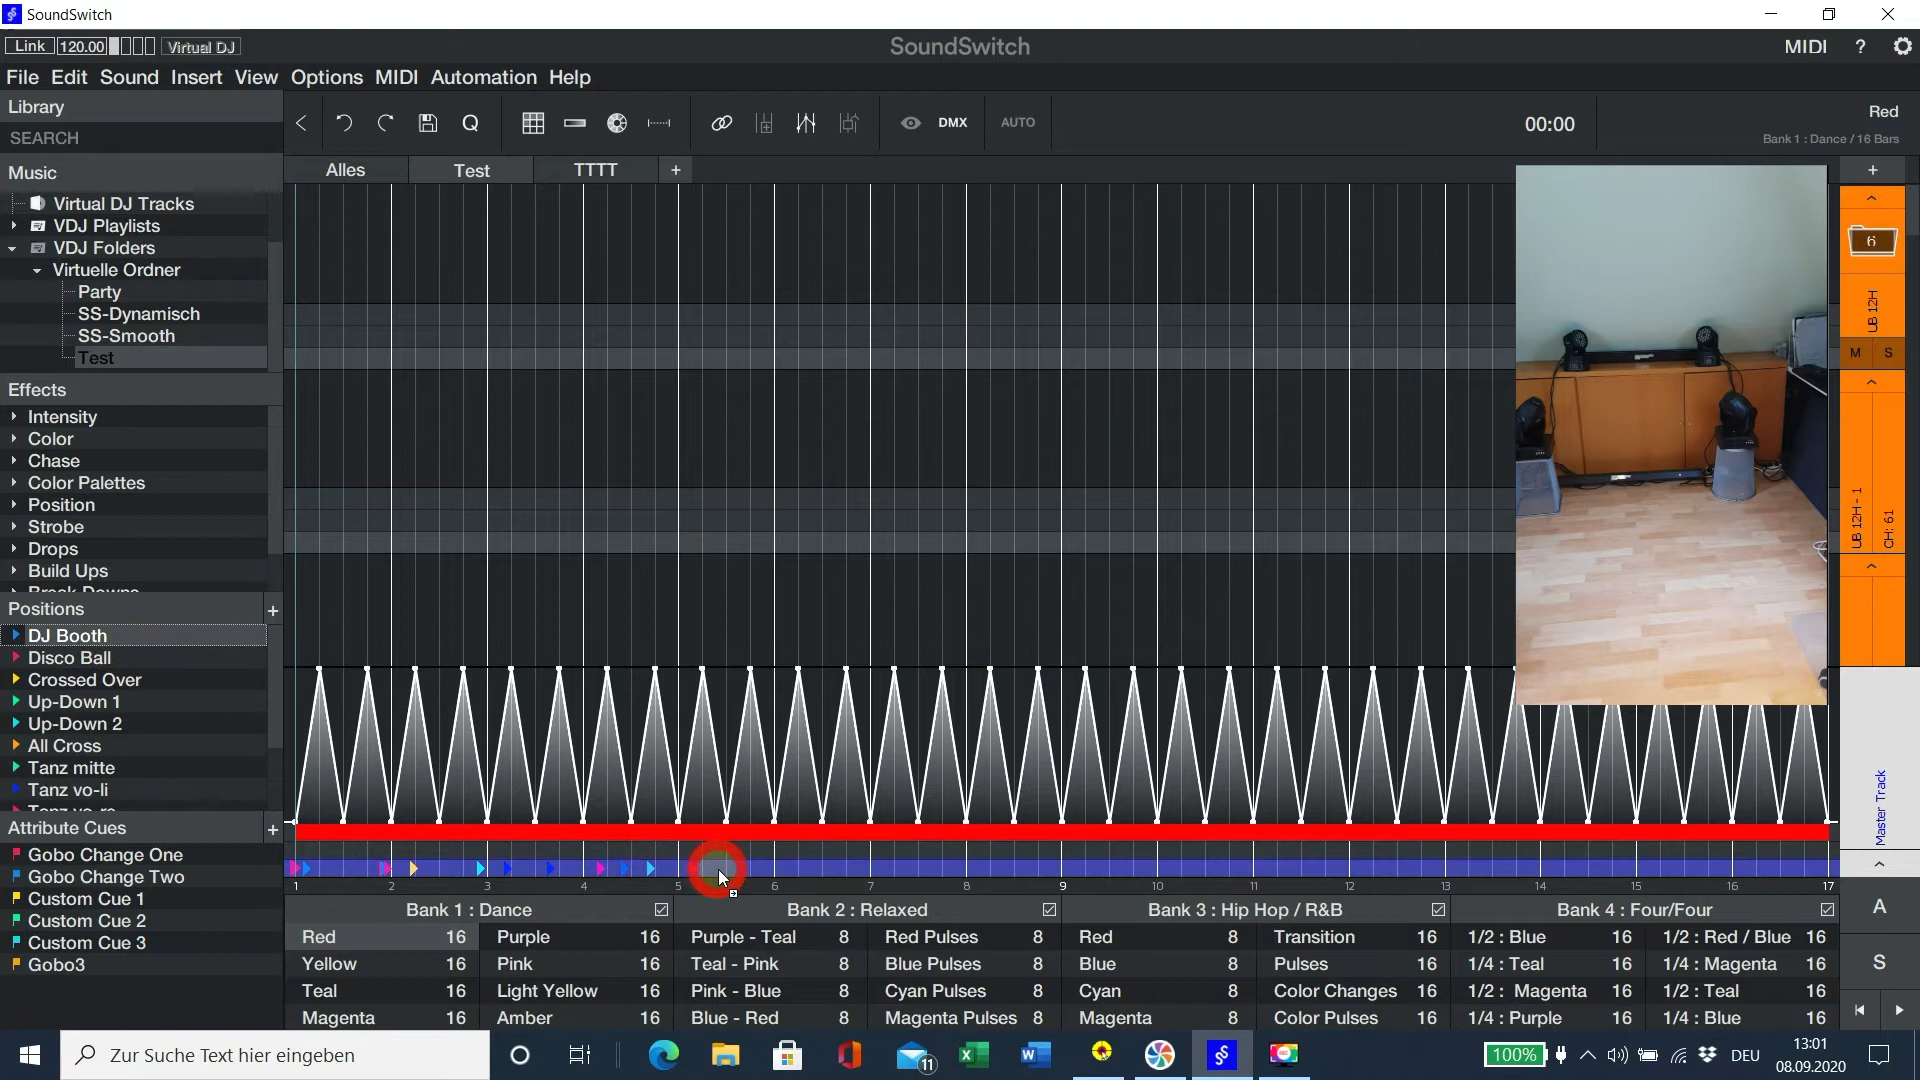 SoundSwitch
Link 120.00 Virtual DJ SoundSwitch MIDI ?
File Edit Sound Insert View Options MIDI Automation Help
Library
SEARCH
Music
Virtual DJ Tracks
VDJ Playlists
VDJ Folders
Virtuelle Ordner
Party
SS-Dynamisch
SS-Smooth
Test
Effects
Intensity
Color
Chase
Color Palettes
Position
Strobe
Drops
Build Ups
Break Downs
Positions +
DJ Booth
Disco Ball
Crossed Over
Up-Down 1
Up-Down 2
All Cross
Tanz mitte
Tanz vo-li
Tanz vo-re
Attribute Cues +
Gobo Change One
Gobo Change Two
Custom Cue 1
Custom Cue 2
Custom Cue 3
Gobo3
Q DMX AUTO 00:00 Red
Bank 1 : Dance / 16 Bars
Alles Test TTTT + +
6
UB 12H
M S
UB 12H - 1
CH: 61
Master Track
1 2 3 4 5 6 7 8 9 10 11 12 13 14 15 16 17
Bank 1 : Dance Bank 2 : Relaxed Bank 3 : Hip Hop / R&B Bank 4 : Four/Four A
Red 16 Purple 16 Purple - Teal 8 Red Pulses 8 Red 8 Transition 16 1/2 : Blue 16 1/2 : Red / Blue 16
Yellow 16 Pink 16 Teal - Pink 8 Blue Pulses 8 Blue 8 Pulses 16 1/4 : Teal 16 1/4 : Magenta 16 S
Teal 16 Light Yellow 16 Pink - Blue 8 Cyan Pulses 8 Cyan 8 Color Changes 16 1/2 : Magenta 16 1/2 : Teal 16
Magenta 16 Amber 16 Blue - Red 8 Magenta Pulses 8 Magenta 8 Color Pulses 16 1/4 : Purple 16 1/4 : Blue 16
Zur Suche Text hier eingeben 11 100% DEU 13:01
08.09.2020